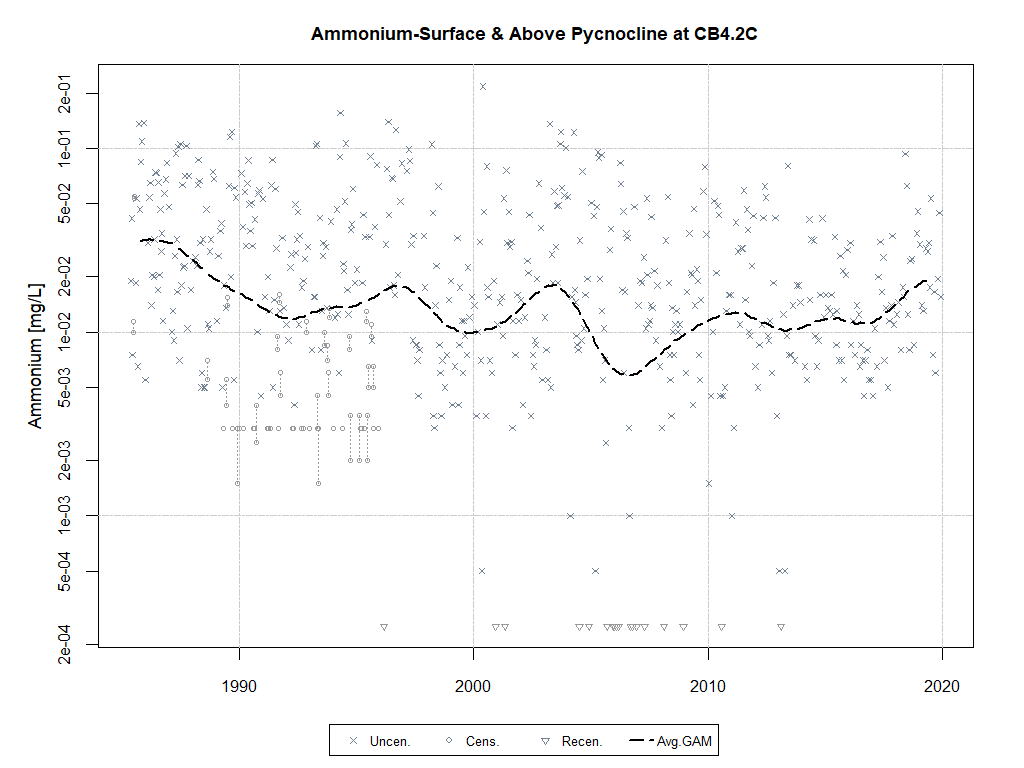 Ammonium-Surface & Above Pycnocline at CB4.2C
Ammonium [mg/L]
2e-01
1e-01
5e-02
2e-02
1e-02
5e-03
2e-03
1e-03
5e-04
2e-04
1990 2000 2010 2020
Uncen. Cens. Recen. Avg.GAM